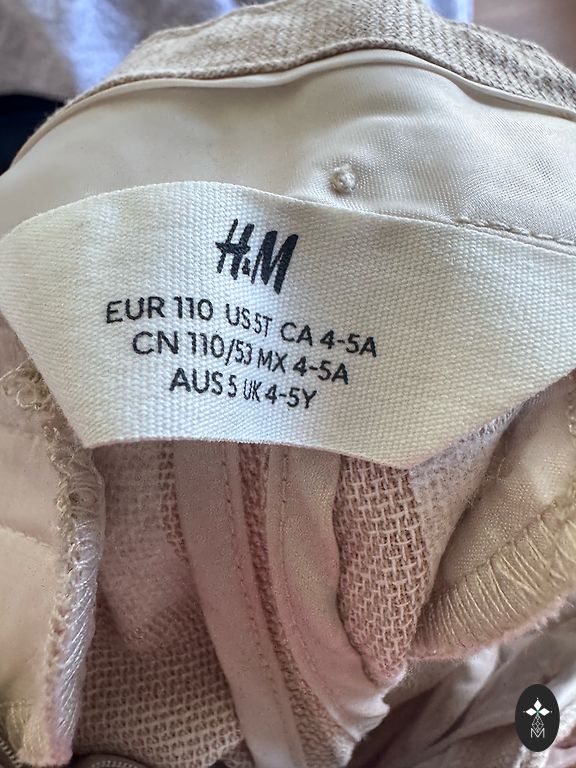 H&M
EUR 110 US 5T CA 4-5A
CN 110/53 MX 4-5A
AUS 5 UK 4-5Y
M